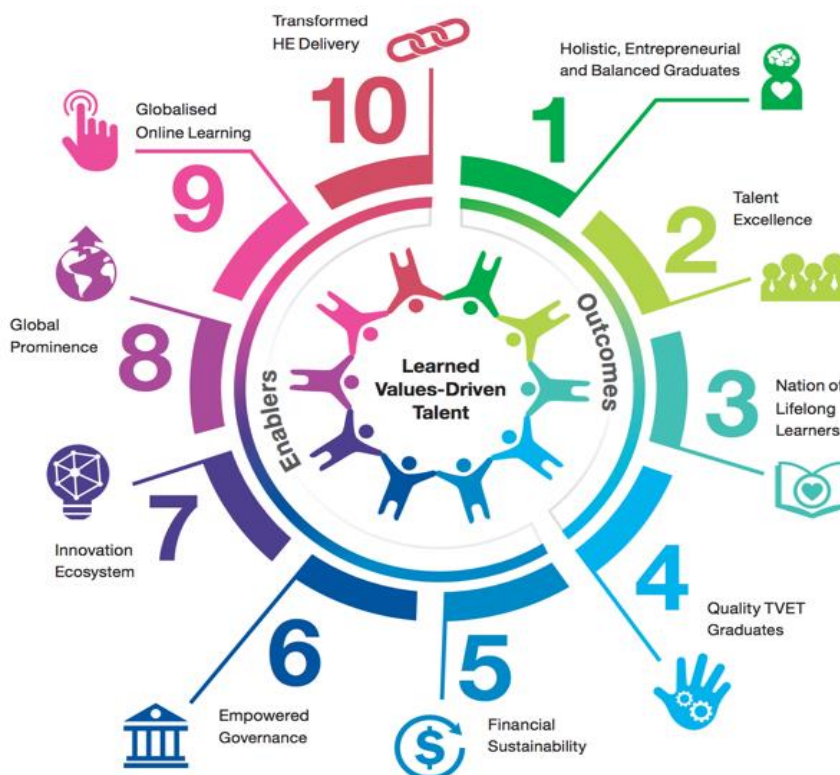 1
Holistic, Entrepreneurial
and Balanced Graduates
2
Talent
Excellence
3
Nation of
Lifelong
Learners
4
Quality TVET
Graduates
5
Financial
Sustainability
6
Empowered
Governance
7
Innovation
Ecosystem
8
Global
Prominence
9
Globalised
Online Learning
10
Transformed
HE Delivery
Enablers
Outcomes
Learned
Values-Driven
Talent
$